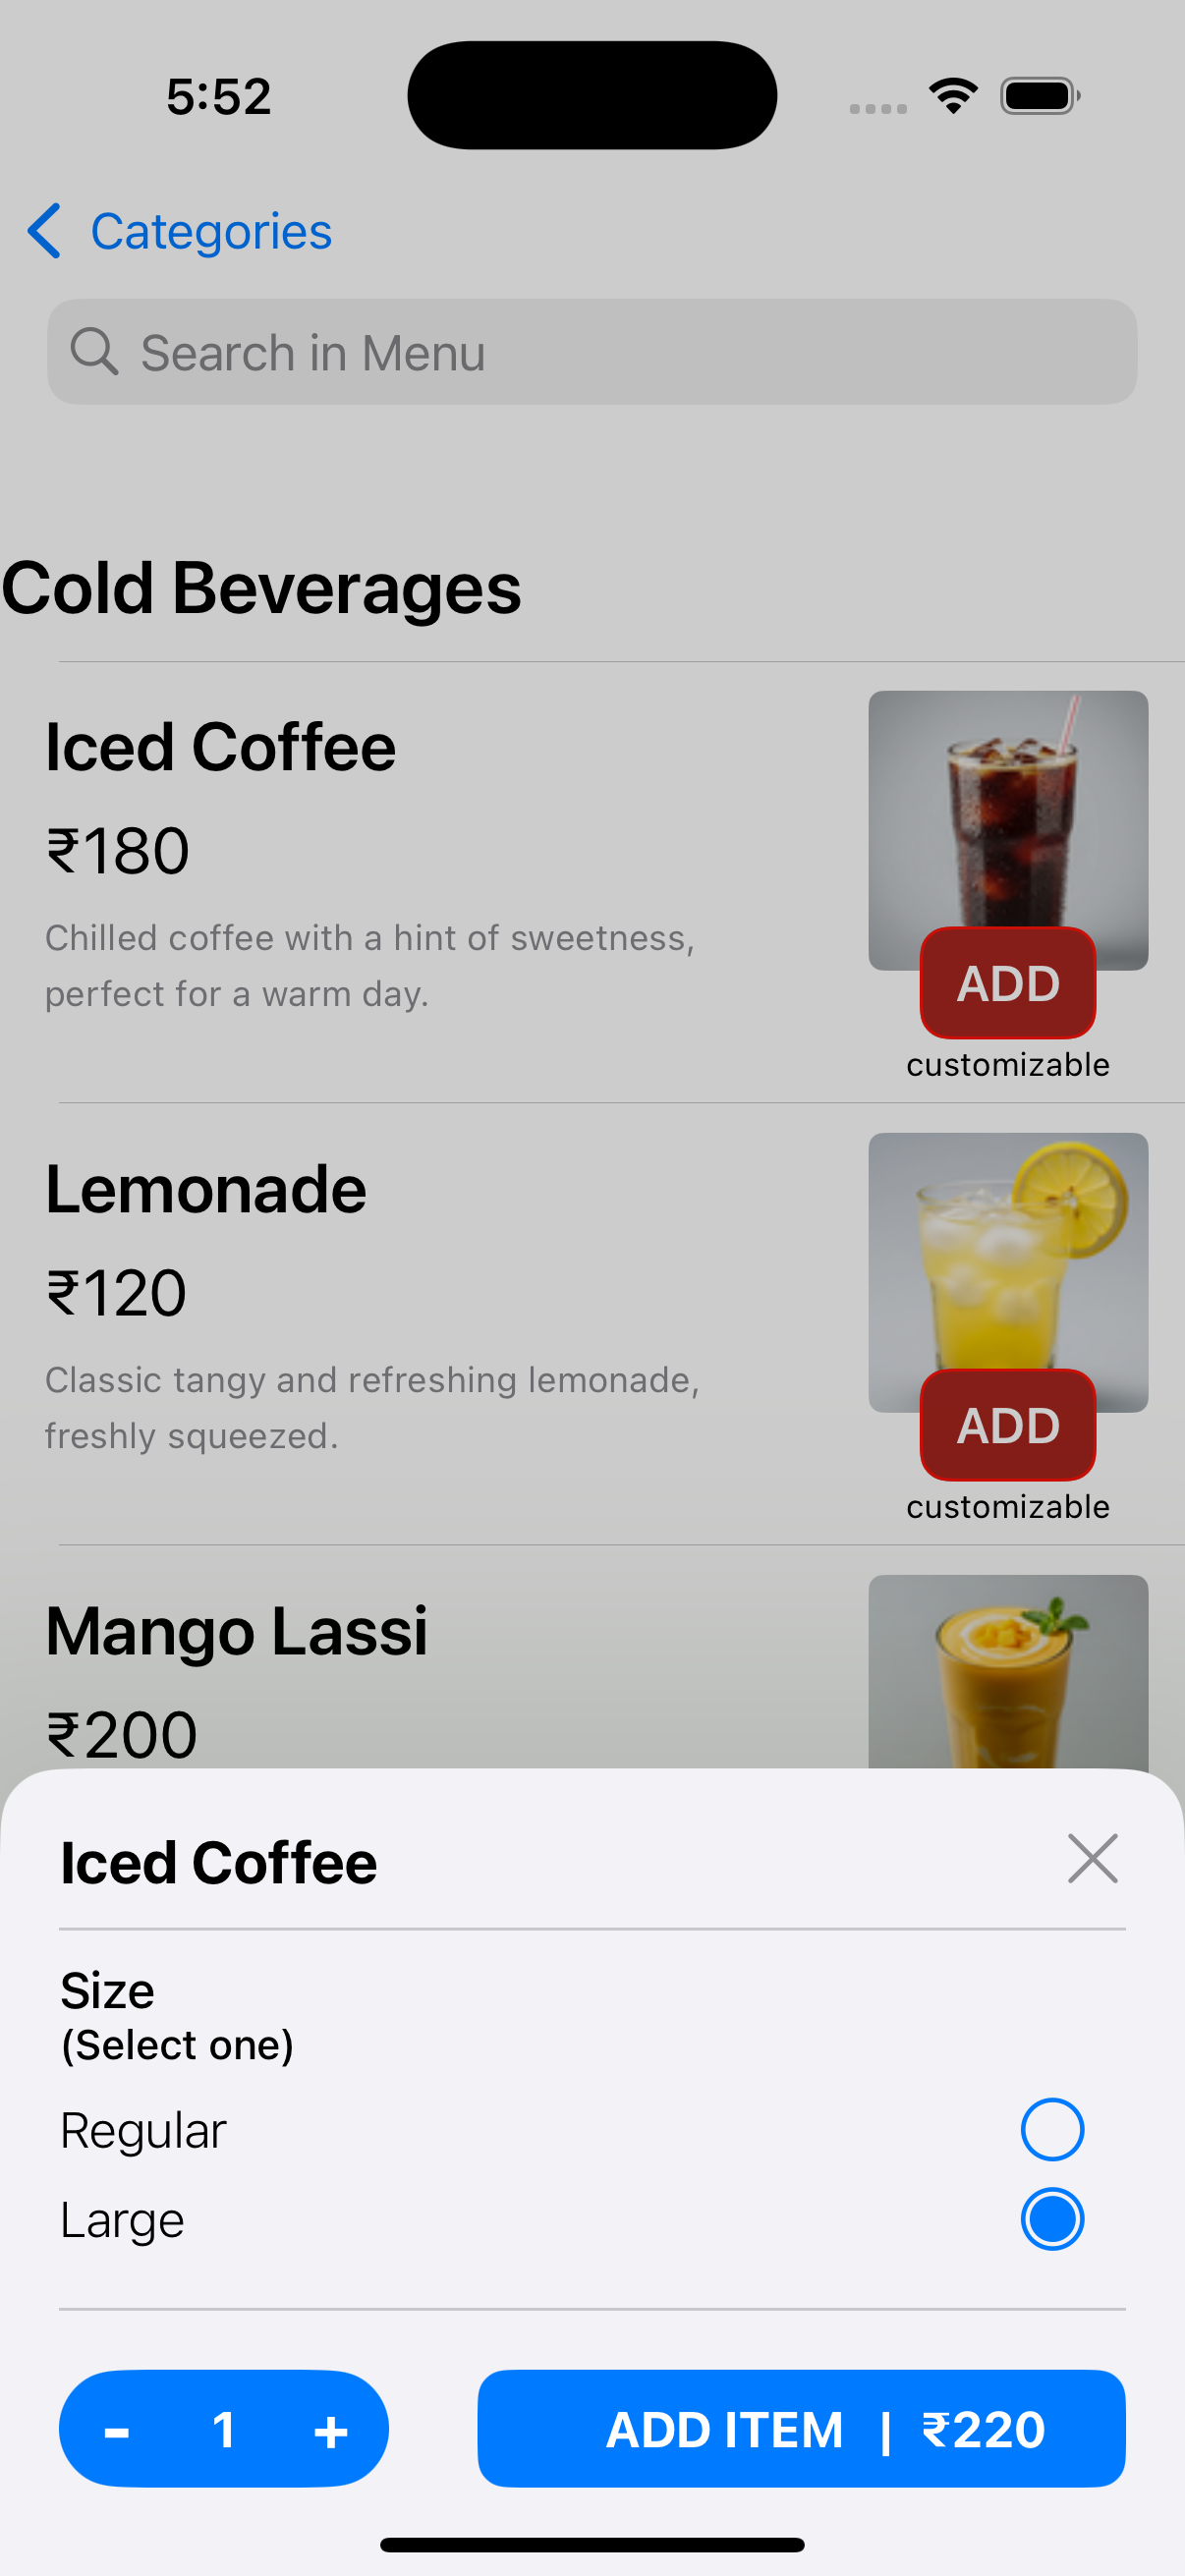 5:52
Categories
Search in Menu
Cold Beverages
Iced Coffee
₹180
Chilled coffee with a hint of sweetness,
perfect for a warm day.
ADD
customizable
Lemonade
₹120
Classic tangy and refreshing lemonade,
freshly squeezed.
ADD
customizable
Mango Lassi
₹200
Iced Coffee
Size
(Select one)
Regular
Large
- 1 +
ADD ITEM | ₹220